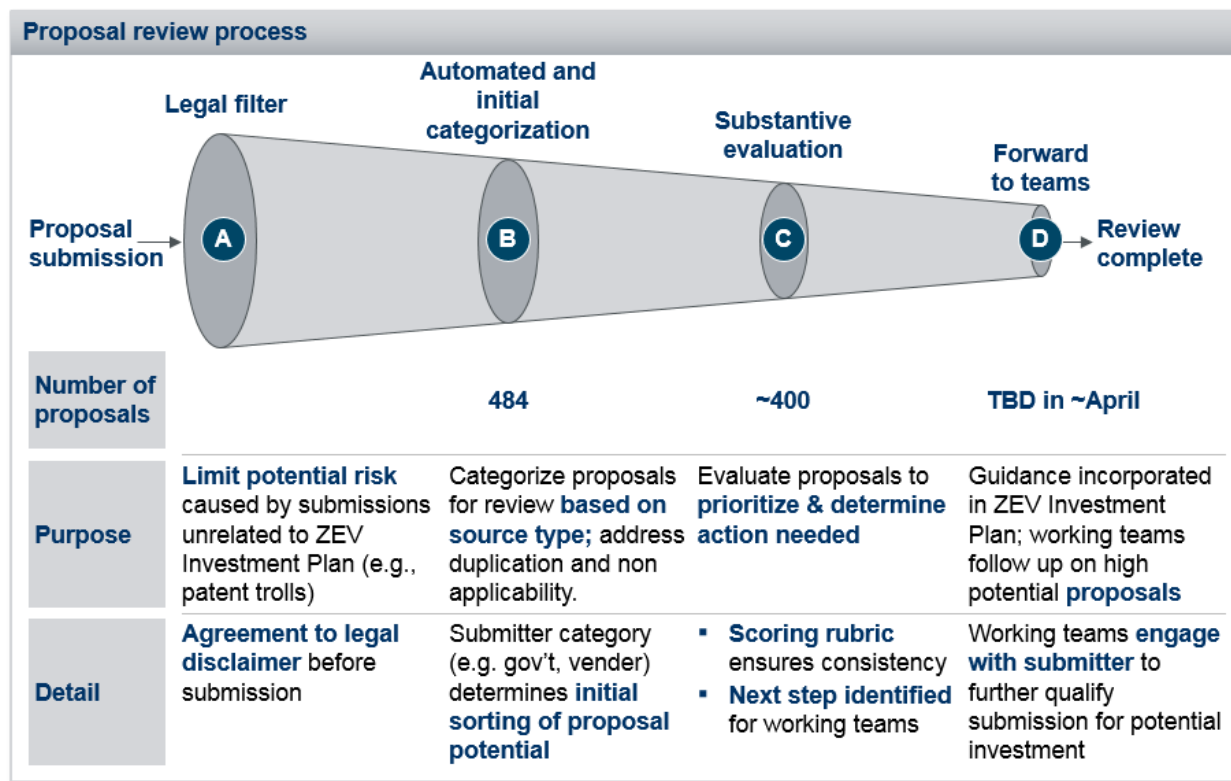 Proposal review process
Legal filter
Automated and
initial
categorization
Substantive
evaluation
Forward
to teams
Proposal
submission
A
B
C
D
Review
complete
Number of
proposals
484
~400
TBD in ~April
Purpose
Limit potential risk
caused by submissions
unrelated to ZEV
Investment Plan (e.g.,
patent trolls)
Categorize proposals
for review based on
source type; address
duplication and non
applicability.
Evaluate proposals to
prioritize & determine
action needed
Guidance incorporated
in ZEV Investment
Plan; working teams
follow up on high
potential proposals
Detail
Agreement to legal
disclaimer before
submission
Submitter category
(e.g. gov't, vender)
determines initial
sorting of proposal
potential
▪ Scoring rubric
ensures consistency
▪ Next step identified
for working teams
Working teams engage
with submitter to
further qualify
submission for potential
investment